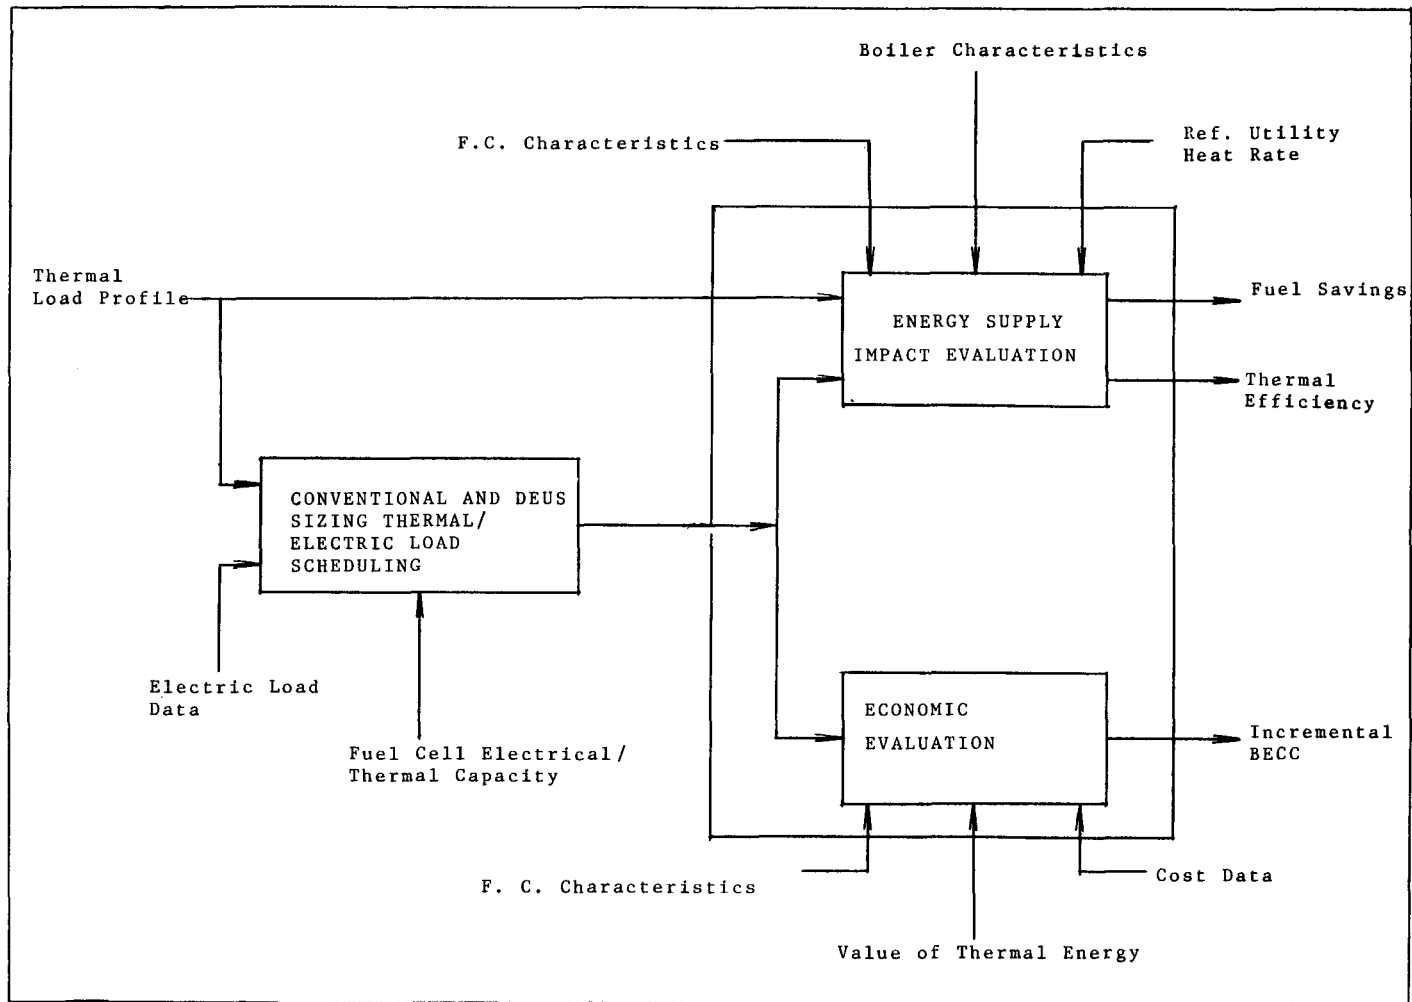 Boiler Characteristics
F.C. Characteristics
Ref. Utility
Heat Rate
Thermal
Load Profile
Fuel Savings
ENERGY SUPPLY
IMPACT EVALUATION
Thermal
Efficiency
CONVENTIONAL AND DEUS
SIZING THERMAL/
ELECTRIC LOAD
SCHEDULING
Electric Load
Data
Fuel Cell Electrical/
Thermal Capacity
ECONOMIC
EVALUATION
Incremental
BECC
F. C. Characteristics
Cost Data
Value of Thermal Energy